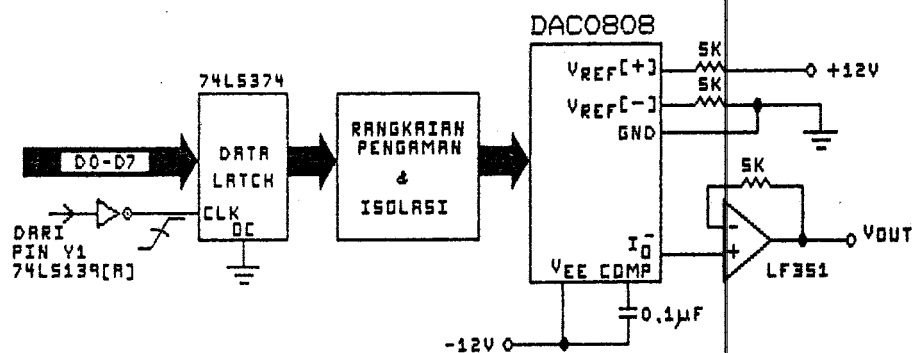 DAC0808
74LS374
D0-D7
DATA
LATCH
CLK
OC
DARI
PIN Y1
74LS139[A]
RANGKAIAN
PENGAMAN
&
ISOLASI
VREF[+]
5K
+12V
VREF[-]
5K
GND
5K
IO
-
+
VOUT
LF351
VEE COMP
0.1µF
-12V